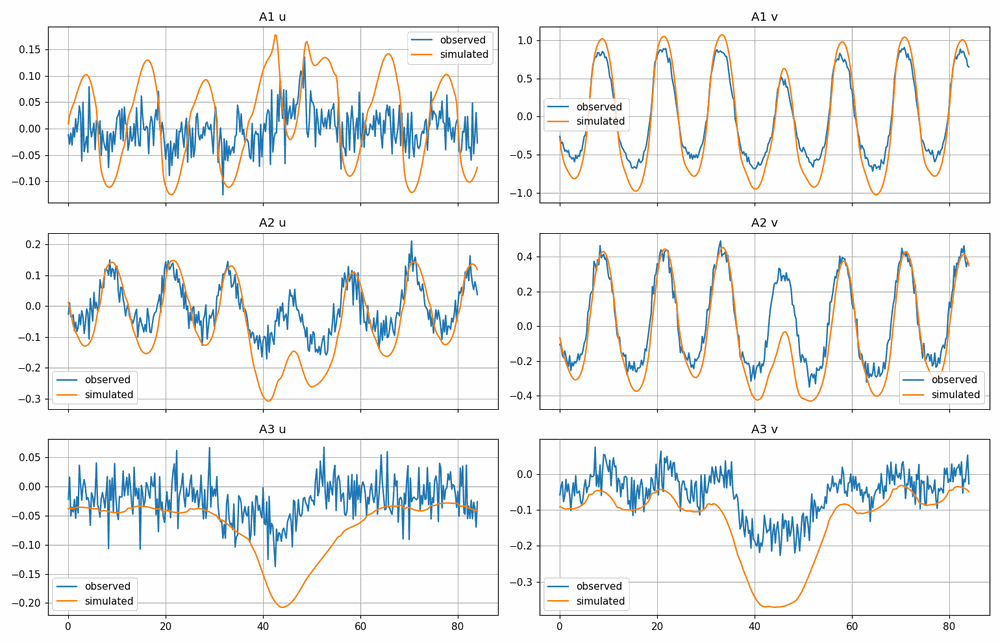 A1 u
0.15
0.10
0.05
0.00
−0.05
−0.10
observed
simulated
A1 v
1.0
0.5
0.0
−0.5
−1.0
observed
simulated
A2 u
0.2
0.1
0.0
−0.1
−0.2
−0.3
observed
simulated
A2 v
0.4
0.2
0.0
−0.2
−0.4
observed
simulated
A3 u
0.05
0.00
−0.05
−0.10
−0.15
−0.20
observed
simulated
0 20 40 60 80
A3 v
0.0
−0.1
−0.2
−0.3
observed
simulated
0 20 40 60 80